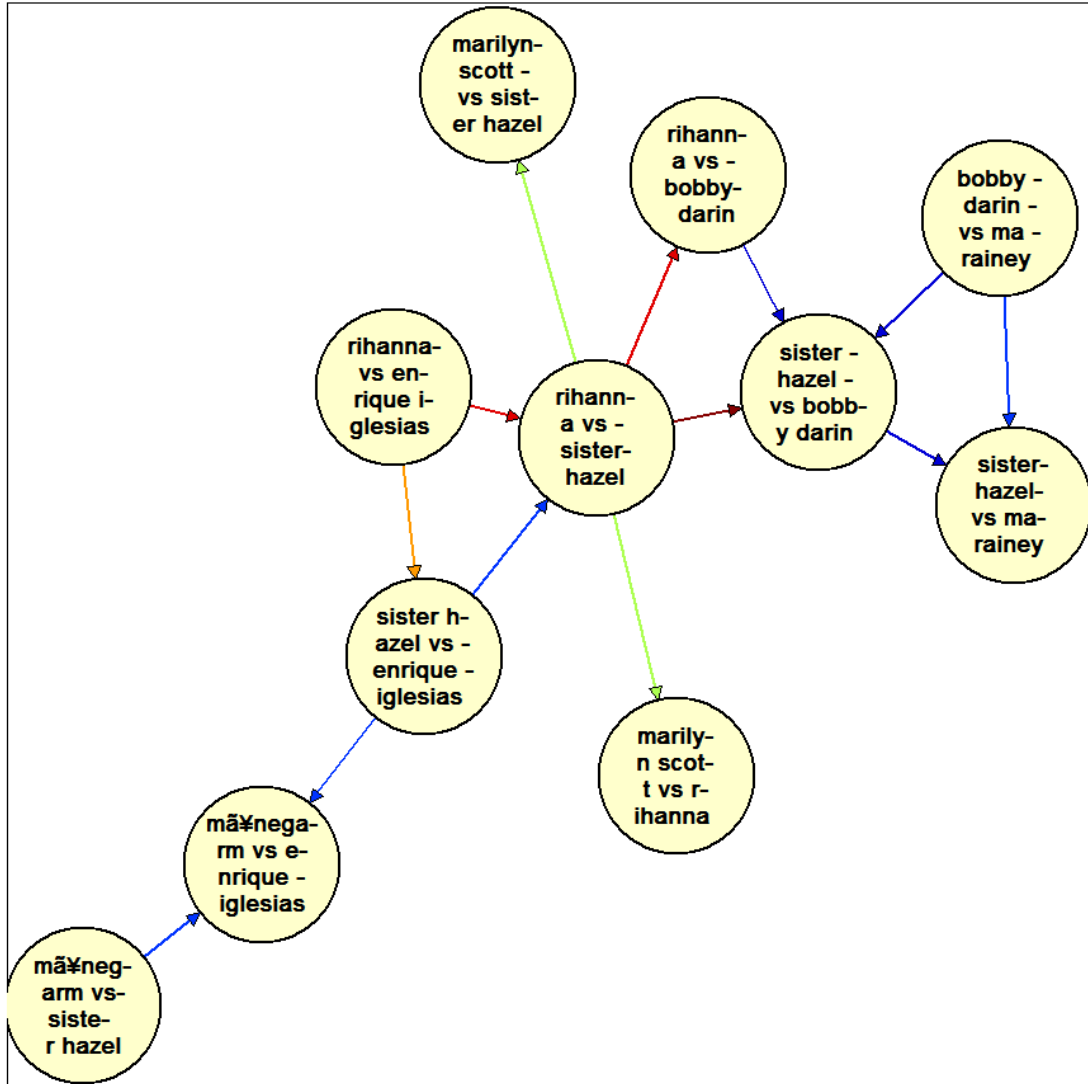 marilyn-
scott -
vs sist-
er hazel
rihann-
a vs -
bobby-
darin
bobby -
darin -
vs ma -
rainey
rihanna-
vs en-
rique i-
glesias
rihann-
a vs -
sister-
hazel
sister -
hazel -
vs bobb-
y darin
sister-
hazel-
vs ma-
rainey
sister h-
azel vs -
enrique -
iglesias
marily-
n scot-
t vs r-
ihanna
mã¥nega-
rm vs e-
nrique -
iglesias
mã¥neg-
arm vs-
siste-
r hazel